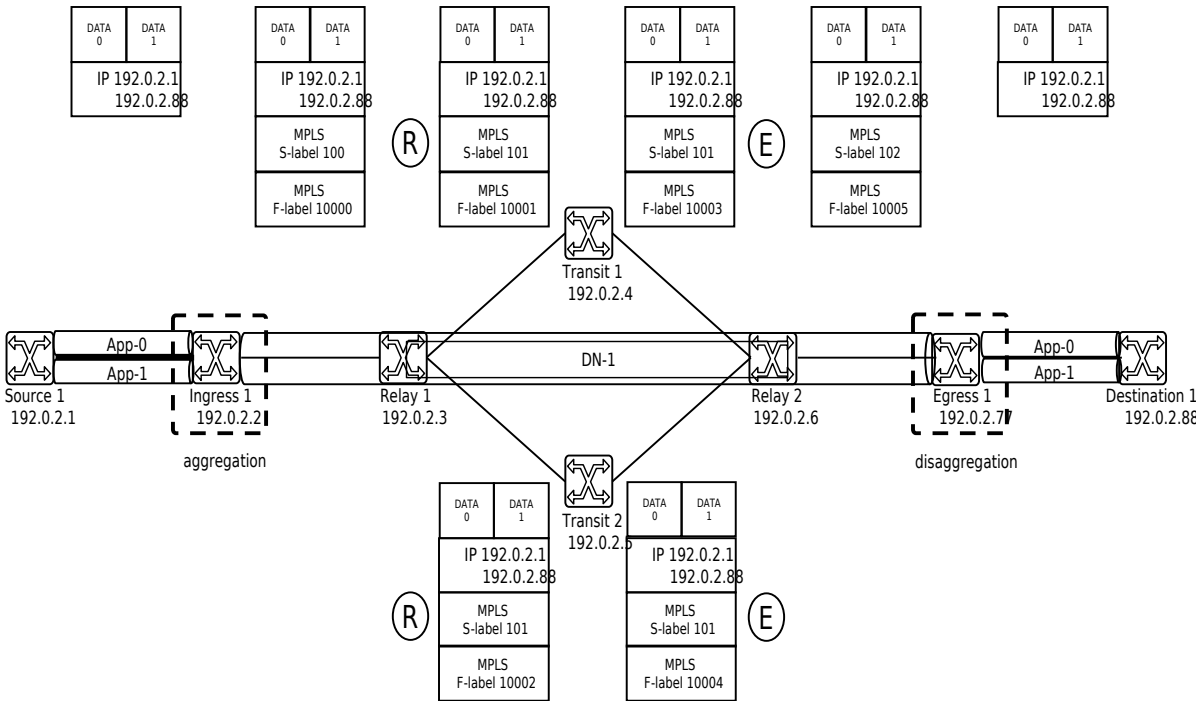 DATA
0
DATA
1
IP 192.0.2.1
192.0.2.88
DATA
0
DATA
1
IP 192.0.2.1
192.0.2.88
MPLS
S-label 100
MPLS
F-label 10000
R
DATA
0
DATA
1
IP 192.0.2.1
192.0.2.88
MPLS
S-label 101
MPLS
F-label 10001
DATA
0
DATA
1
IP 192.0.2.1
192.0.2.88
MPLS
S-label 101
MPLS
F-label 10003
E
DATA
0
DATA
1
IP 192.0.2.1
192.0.2.88
MPLS
S-label 102
MPLS
F-label 10005
DATA
0
DATA
1
IP 192.0.2.1
192.0.2.88
Transit 1
192.0.2.4
App-0
App-1
DN-1
App-0
App-1
Source 1
192.0.2.1
Ingress 1
192.0.2.2
Relay 1
192.0.2.3
Relay 2
192.0.2.6
Egress 1
192.0.2.77
Destination 1
192.0.2.88
aggregation
disaggregation
Transit 2
192.0.2.5
R
DATA
0
DATA
1
IP 192.0.2.1
192.0.2.88
MPLS
S-label 101
MPLS
F-label 10002
DATA
0
DATA
1
IP 192.0.2.1
192.0.2.88
MPLS
S-label 101
MPLS
F-label 10004
E